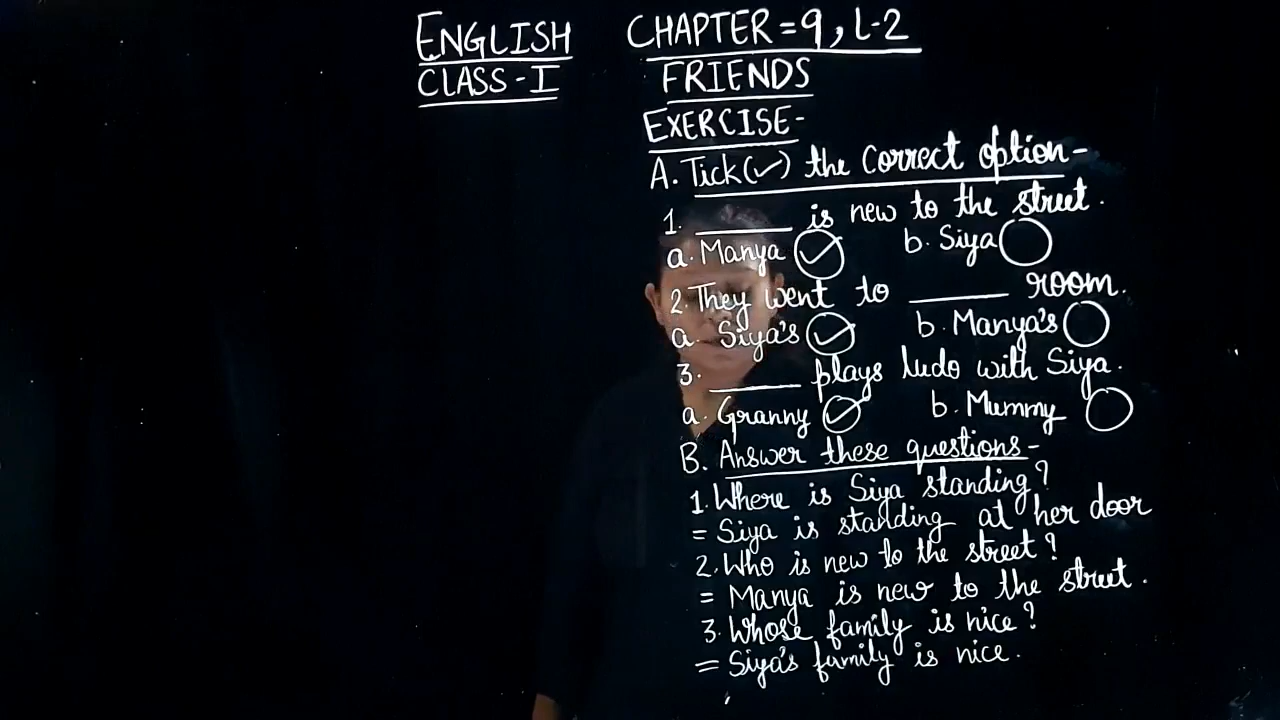 ENGLISH CHAPTER=9, L-2
CLASS-I FRIENDS
EXERCISE-
A. Tick(✓) the correct option-
1. ______ is new to the street.
a. Manya ✓ b. Siya
2. They went to ______ room.
a. Siya's ✓ b. Manya's
3. ______ plays ludo with Siya.
a. Granny ✓ b. Mummy
B. Answer these questions-
1. Where is Siya standing?
= Siya is standing at her door
2. Who is new to the street?
= Manya is new to the street.
3. Whose family is nice?
= Siya's family is nice.